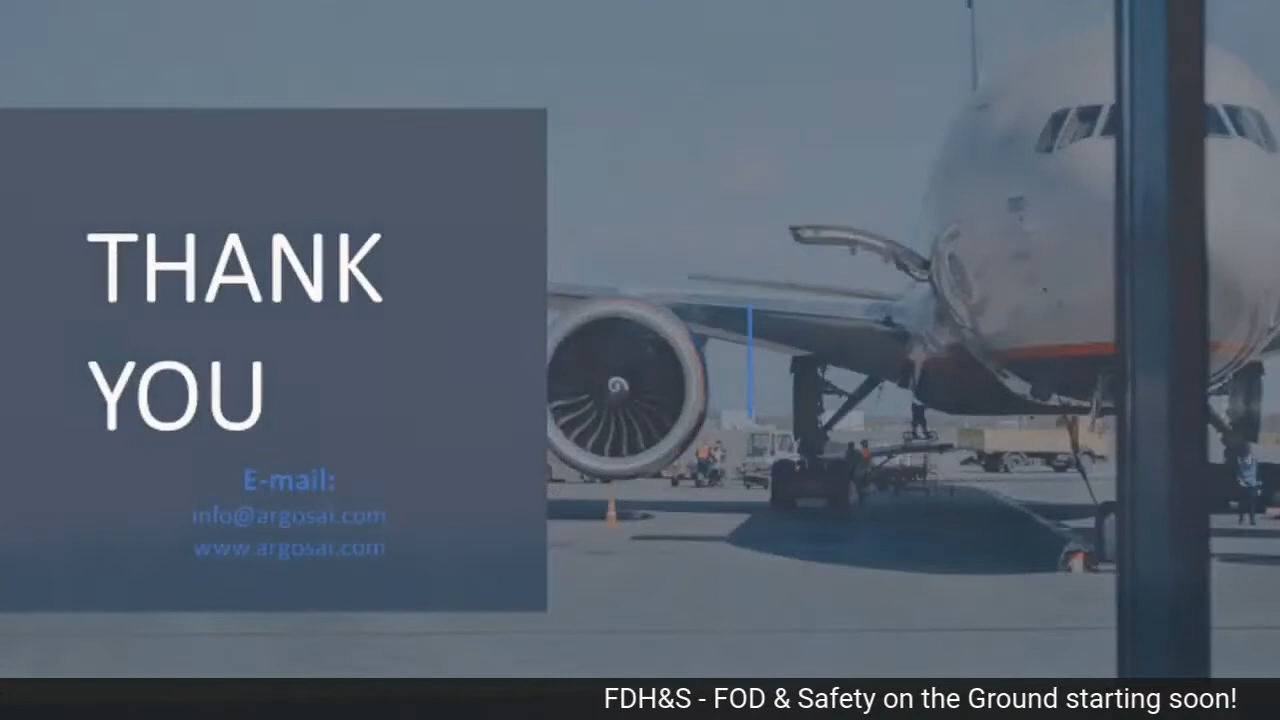 THANK
YOU
E-mail:
info@argosai.com
www.argosai.com
FDH&S - FOD & Safety on the Ground starting soon!